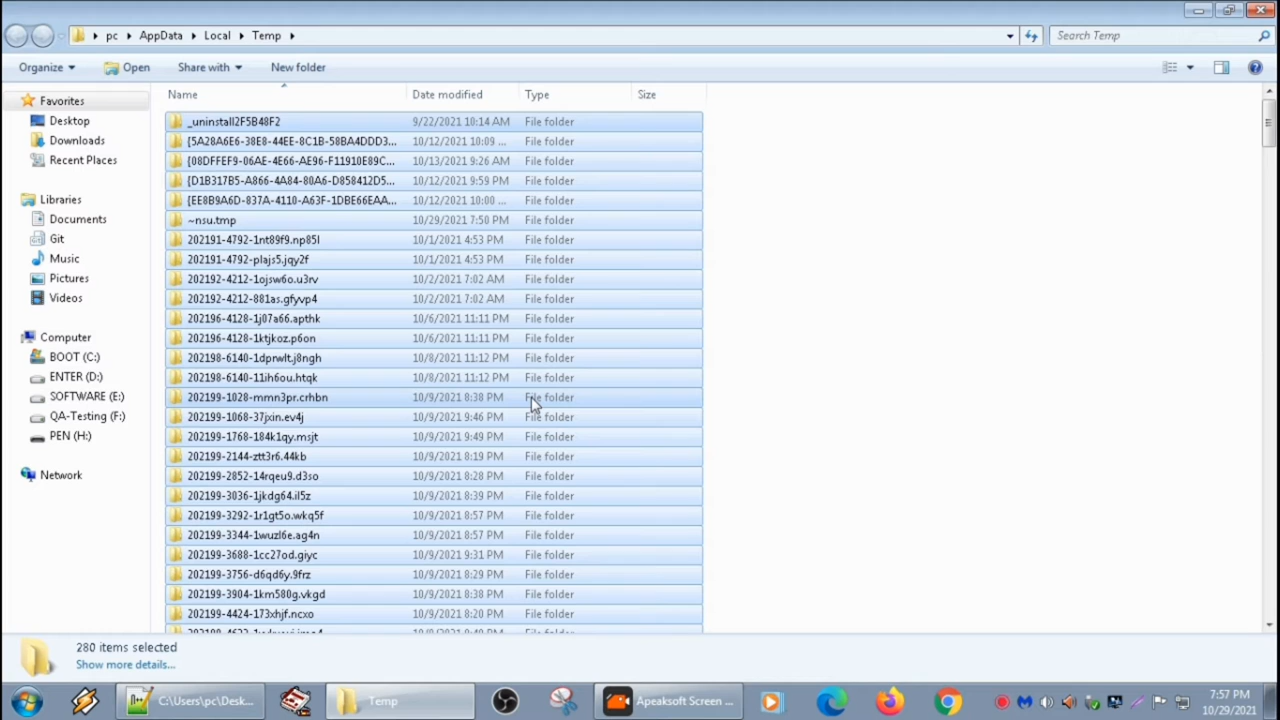 pc AppData Local Temp
Search Temp
Organize Open Share with New folder
Name Date modified Type Size
Favorites
Desktop
Downloads
Recent Places
Libraries
Documents
Git
Music
Pictures
Videos
Computer
BOOT (C:)
ENTER (D:)
SOFTWARE (E:)
QA-Testing (F:)
PEN (H:)
Network
_uninstall2F5B48F2 9/22/2021 10:14 AM File folder
{5A28A6E6-38E8-44EE-8C1B-58BA4DDD3... 10/12/2021 10:09 ... File folder
{08DFFEF9-06AE-4E66-AE96-F11910E89C... 10/13/2021 9:26 AM File folder
{D1B317B5-A866-4A84-80A6-D858412D5... 10/12/2021 9:59 PM File folder
{EE8B9A6D-837A-4110-A63F-1DBE66EAA... 10/12/2021 10:00 ... File folder
~nsu.tmp 10/29/2021 7:50 PM File folder
202191-4792-1nt89f9.np85l 10/1/2021 4:53 PM File folder
202191-4792-plajs5.jqy2f 10/1/2021 4:53 PM File folder
202192-4212-1ojsw6o.u3rv 10/2/2021 7:02 AM File folder
202192-4212-881as.gfyvp4 10/2/2021 7:02 AM File folder
202196-4128-1j07a66.apthk 10/6/2021 11:11 PM File folder
202196-4128-1ktjkoz.p6on 10/6/2021 11:11 PM File folder
202198-6140-1dprwlt.j8ngh 10/8/2021 11:12 PM File folder
202198-6140-11ih6ou.htqk 10/8/2021 11:12 PM File folder
202199-1028-mmn3pr.crhbn 10/9/2021 8:38 PM File folder
202199-1068-37jxin.ev4j 10/9/2021 9:46 PM File folder
202199-1768-184k1qy.msjt 10/9/2021 9:49 PM File folder
202199-2144-ztt3r6.44kb 10/9/2021 8:19 PM File folder
202199-2852-14rqeu9.d3so 10/9/2021 8:28 PM File folder
202199-3036-1jkdg64.il5z 10/9/2021 8:39 PM File folder
202199-3292-1r1gt5o.wkq5f 10/9/2021 8:57 PM File folder
202199-3344-1wuzl6e.ag4n 10/9/2021 8:57 PM File folder
202199-3688-1cc27od.giyc 10/9/2021 9:31 PM File folder
202199-3756-d6qd6y.9frz 10/9/2021 8:29 PM File folder
202199-3904-1km580g.vkgd 10/9/2021 8:38 PM File folder
202199-4424-173xhjf.ncxo 10/9/2021 8:20 PM File folder
280 items selected
Show more details...
C:\Users\pc\Desk... Temp Apeaksoft Screen ...
7:57 PM
10/29/2021